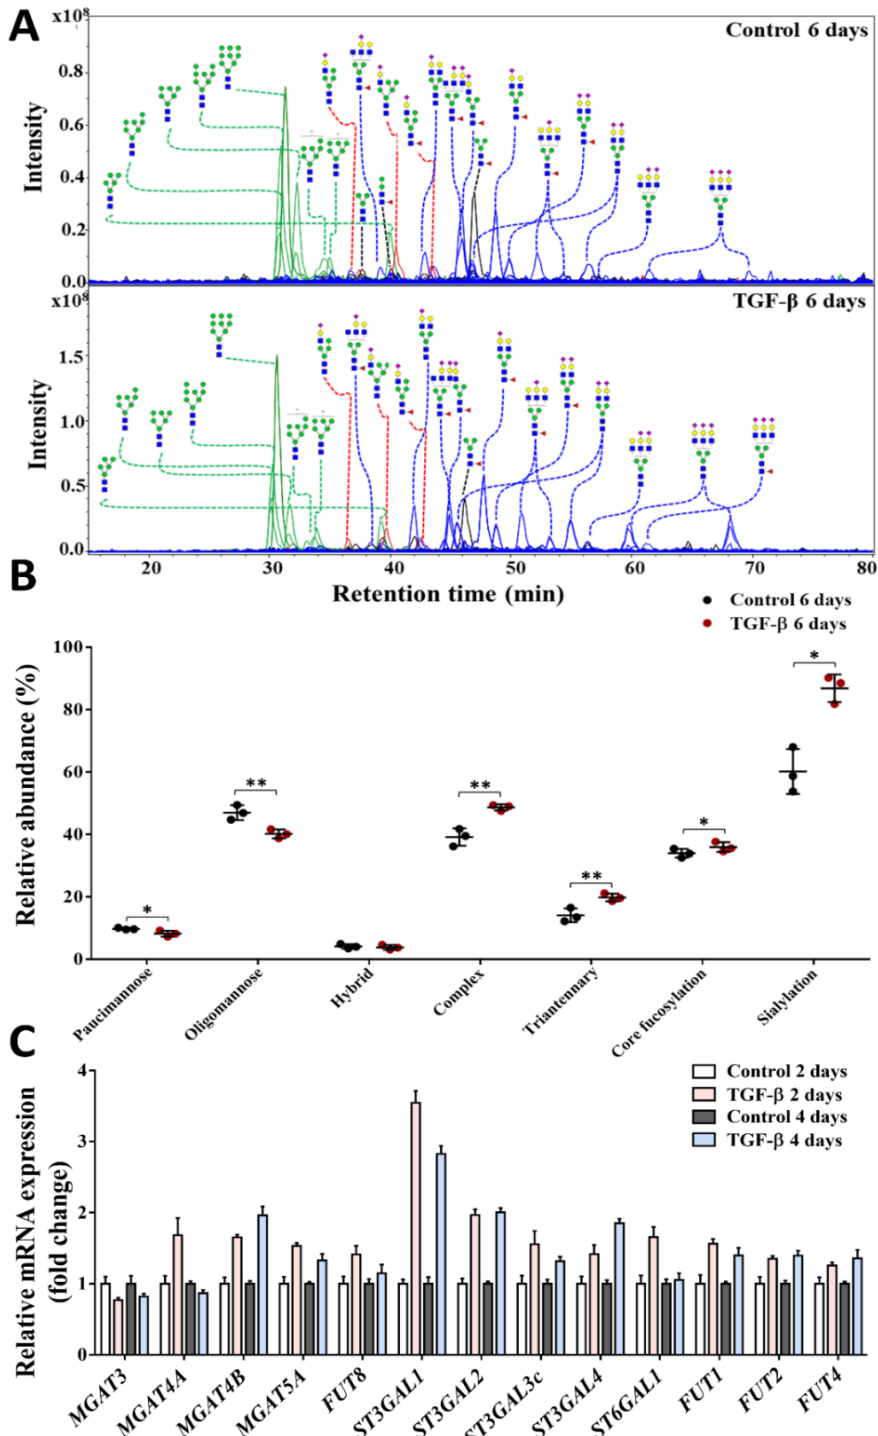 A
x10⁸
Control 6 days
0.8
0.6
0.4
0.2
0.0
Intensity
x10⁸
TGF-β 6 days
1.5
1.0
0.5
0.0
Intensity
20 30 40 50 60 70 80
Retention time (min)
B
Control 6 days
TGF-β 6 days
100
80
60
40
20
0
Relative abundance (%)
* ** ** ** * *
Paucimannose Oligomannose Hybrid Complex Triantennary Core fucosylation Sialylation
C
Control 2 days
TGF-β 2 days
Control 4 days
TGF-β 4 days
4
3
2
1
0
Relative mRNA expression
(fold change)
MGAT3 MGAT4A MGAT4B MGAT5A FUT8 ST3GAL1 ST3GAL2 ST3GAL3c ST3GAL4 ST6GAL1 FUT1 FUT2 FUT4